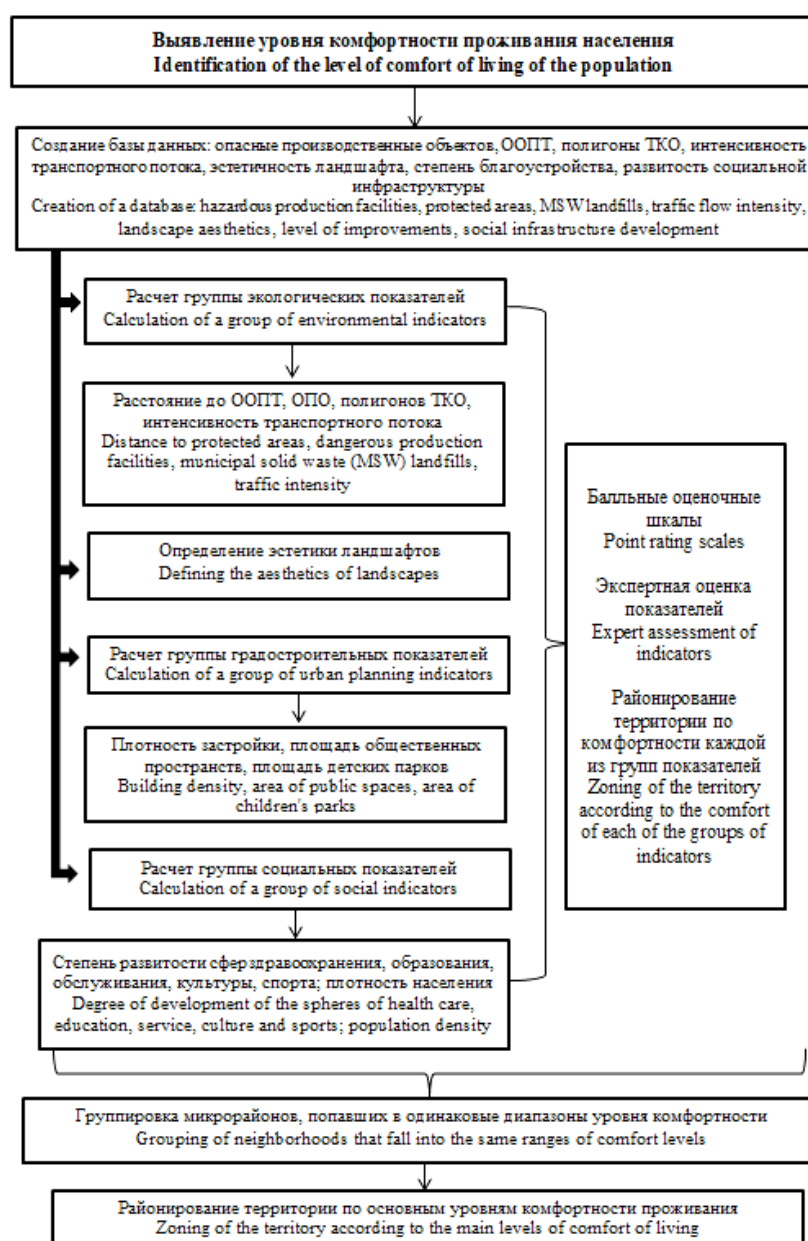 Выявление уровня комфортности проживания населения
Identification of the level of comfort of living of the population
Создание базы данных: опасные производственные объектов, ООПТ, полигоны ТКО, интенсивность
транспортного потока, эстетичность ландшафта, степень благоустройства, развитость социальной
инфраструктуры
Creation of a database: hazardous production facilities, protected areas, MSW landfills, traffic flow intensity,
landscape aesthetics, level of improvements, social infrastructure development
Расчет группы экологических показателей
Calculation of a group of environmental indicators
Расстояние до ООПТ, ОПО, полигонов ТКО,
интенсивность транспортного потока
Distance to protected areas, dangerous production
facilities, municipal solid waste (MSW) landfills,
traffic intensity
Определение эстетики ландшафтов
Defining the aesthetics of landscapes
Расчет группы градостроительных показателей
Calculation of a group of urban planning indicators
Плотность застройки, площадь общественных
пространств, площадь детских парков
Building density, area of public spaces, area of
children's parks
Расчет группы социальных показателей
Calculation of a group of social indicators
Степень развитости сфер здравоохранения, образования,
обслуживания, культуры, спорта; плотность населения
Degree of development of the spheres of health care,
education, service, culture and sports; population density
Балльные оценочные
шкалы
Point rating scales
Экспертная оценка
показателей
Expert assessment of
indicators
Районирование
территории по
комфортности каждой
из групп показателей
Zoning of the territory
according to the comfort
of each of the groups of
indicators
Группировка микрорайонов, попавших в одинаковые диапазоны уровня комфортности
Grouping of neighborhoods that fall into the same ranges of comfort levels
Районирование территории по основным уровням комфортности проживания
Zoning of the territory according to the main levels of comfort of living